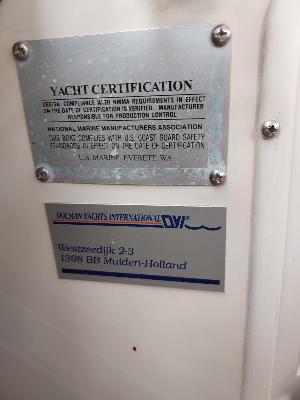 YACHT CERTIFICATION
DESIGN COMPLIANCE WITH NMMA REQUIREMENTS IN EFFECT
ON THE DATE OF CERTIFICATION IS VERIFIED. MANUFACTURER
RESPONSIBLE FOR PRODUCTION CONTROL
NATIONAL MARINE MANUFACTURERS ASSOCIATION
THIS BOAT COMPLIES WITH U.S. COAST GUARD SAFETY
STANDARDS IN EFFECT ON THE DATE OF CERTIFICATION
U.S. MARINE, EVERETT, WA
DOLMAN YACHTS INTERNATIONAL DYI®
Westzeedijk 2-3
1398 BB Muiden-Holland